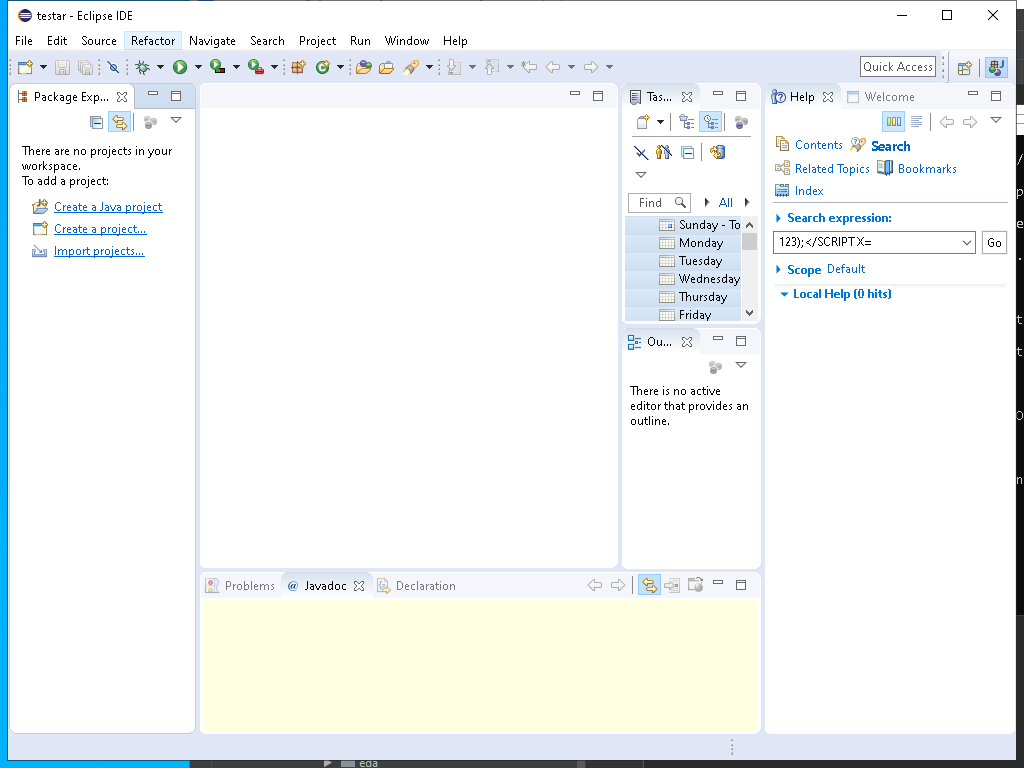 testar - Eclipse IDE
File Edit Source Refactor Navigate Search Project Run Window Help
Quick Access
Package Exp...
There are no projects in your
workspace.
To add a project:
Create a Java project
Create a project...
Import projects...
Tas...
Find
All
Sunday - To
Monday
Tuesday
Wednesday
Thursday
Friday
Ou...
There is no active
editor that provides an
outline.
Help Welcome
Contents Search
Related Topics Bookmarks
Index
Search expression:
123);</SCRIPTX=
Go
Scope Default
Local Help (0 hits)
Problems @ Javadoc Declaration
eda